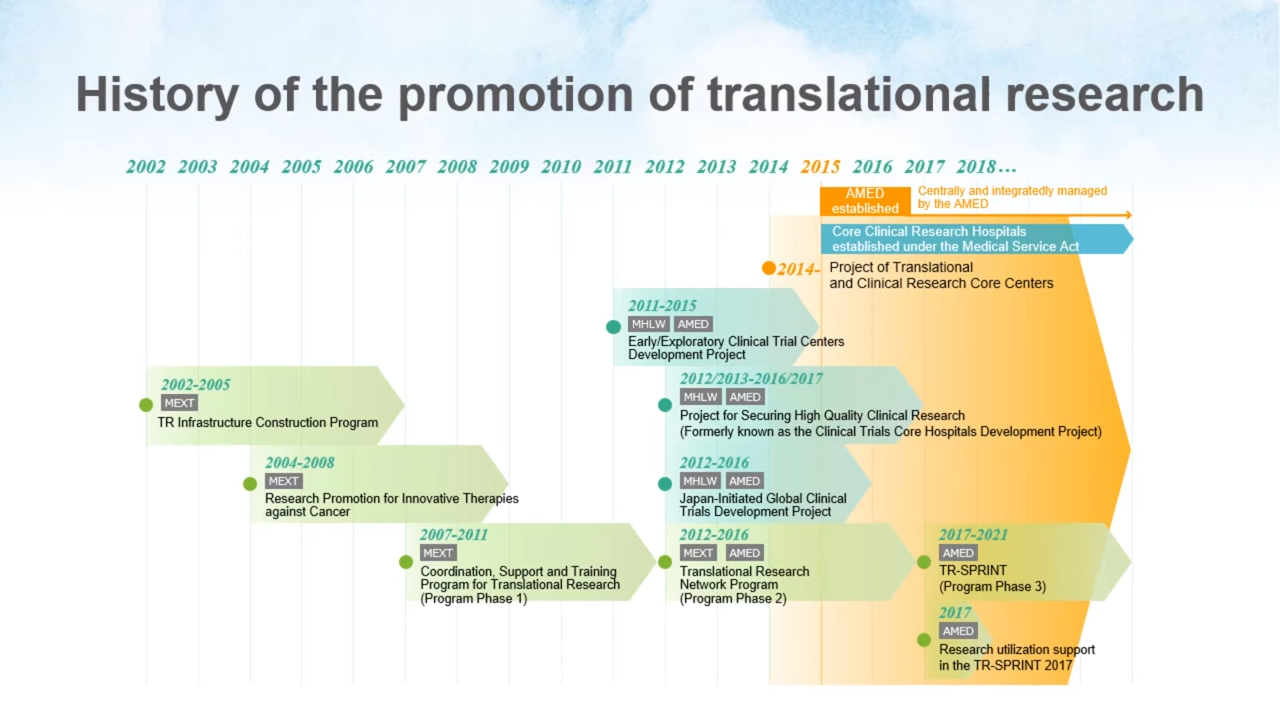 History of the promotion of translational research
2002 2003 2004 2005 2006 2007 2008 2009 2010 2011 2012 2013 2014 2015 2016 2017 2018...
AMED
established
Centrally and integratedly managed
by the AMED
Core Clinical Research Hospitals
established under the Medical Service Act
2014-
Project of Translational
and Clinical Research Core Centers
2011-2015
MHLW AMED
Early/Exploratory Clinical Trial Centers
Development Project
2002-2005
MEXT
TR Infrastructure Construction Program
2012/2013-2016/2017
MHLW AMED
Project for Securing High Quality Clinical Research
(Formerly known as the Clinical Trials Core Hospitals Development Project)
2004-2008
MEXT
Research Promotion for Innovative Therapies
against Cancer
2012-2016
MHLW AMED
Japan-Initiated Global Clinical
Trials Development Project
2007-2011
MEXT
Coordination, Support and Training
Program for Translational Research
(Program Phase 1)
2012-2016
MEXT AMED
Translational Research
Network Program
(Program Phase 2)
2017-2021
AMED
TR-SPRINT
(Program Phase 3)
2017
AMED
Research utilization support
in the TR-SPRINT 2017